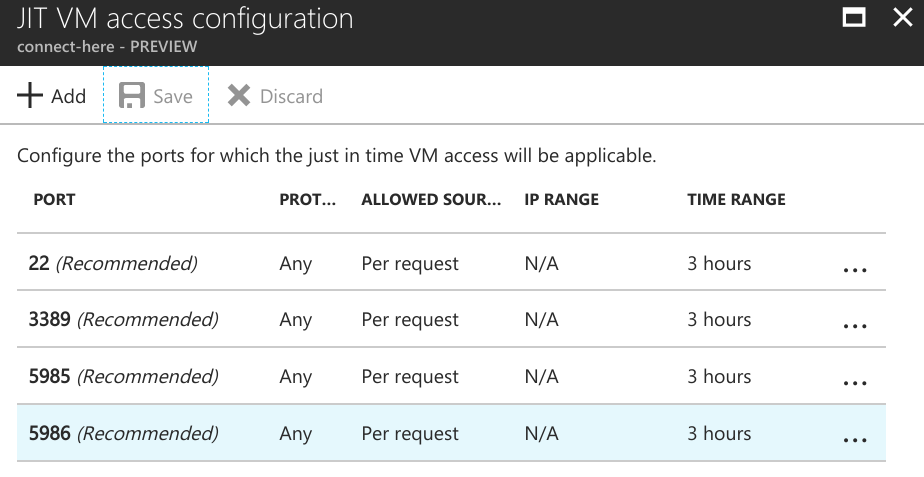 JIT VM access configuration
connect-here - PREVIEW
Add Save Discard
Configure the ports for which the just in time VM access will be applicable.
PORT PROT... ALLOWED SOUR... IP RANGE TIME RANGE
22 (Recommended) Any Per request N/A 3 hours ...
3389 (Recommended) Any Per request N/A 3 hours ...
5985 (Recommended) Any Per request N/A 3 hours ...
5986 (Recommended) Any Per request N/A 3 hours ...